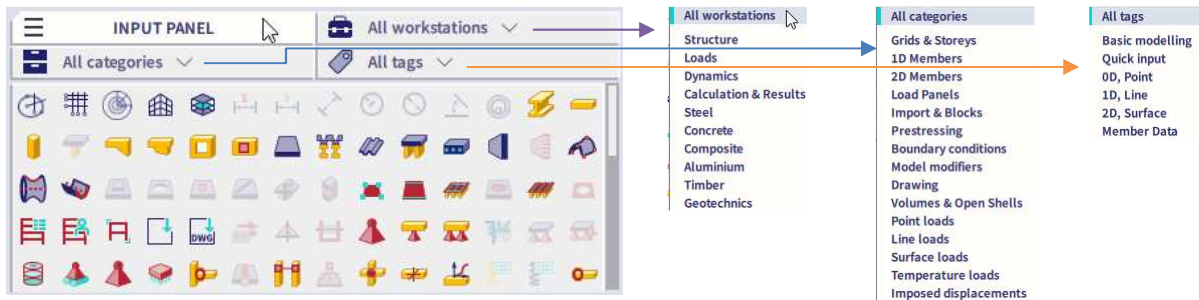 INPUT PANEL
All workstations
All categories
All tags
DWG
All workstations
Structure
Loads
Dynamics
Calculation & Results
Steel
Concrete
Composite
Aluminium
Timber
Geotechnics
All categories
Grids & Storeys
1D Members
2D Members
Load Panels
Import & Blocks
Prestressing
Boundary conditions
Model modifiers
Drawing
Volumes & Open Shells
Point loads
Line loads
Surface loads
Temperature loads
Imposed displacements
All tags
Basic modelling
Quick input
0D, Point
1D, Line
2D, Surface
Member Data